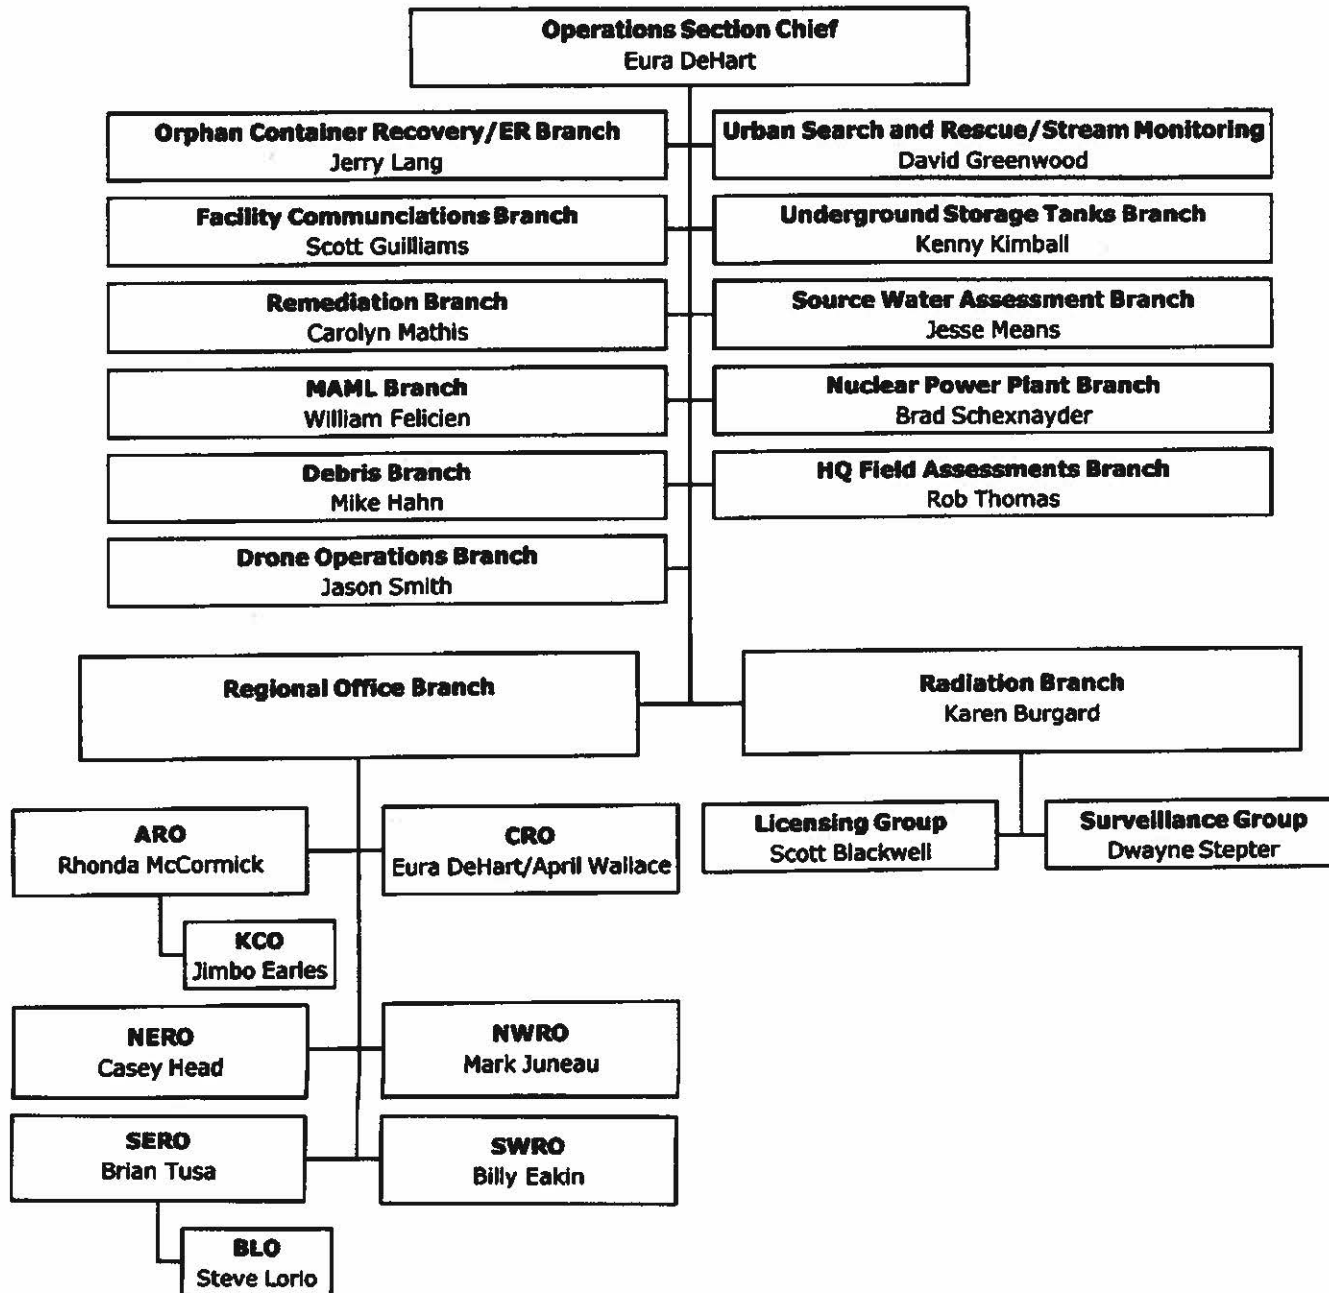 Operations Section Chief
Eura DeHart
Orphan Container Recovery/ER Branch
Jerry Lang
Urban Search and Rescue/Stream Monitoring
David Greenwood
Facility Communciations Branch
Scott Guilliams
Underground Storage Tanks Branch
Kenny Kimball
Remediation Branch
Carolyn Mathis
Source Water Assessment Branch
Jesse Means
MAML Branch
William Felicien
Nuclear Power Plant Branch
Brad Schexnayder
Debris Branch
Mike Hahn
HQ Field Assessments Branch
Rob Thomas
Drone Operations Branch
Jason Smith
Regional Office Branch
Radiation Branch
Karen Burgard
ARO
Rhonda McCormick
CRO
Eura DeHart/April Wallace
Licensing Group
Scott Blackwell
Surveillance Group
Dwayne Stepter
KCO
Jimbo Earles
NERO
Casey Head
NWRO
Mark Juneau
SERO
Brian Tusa
SWRO
Billy Eakin
BLO
Steve Lorio